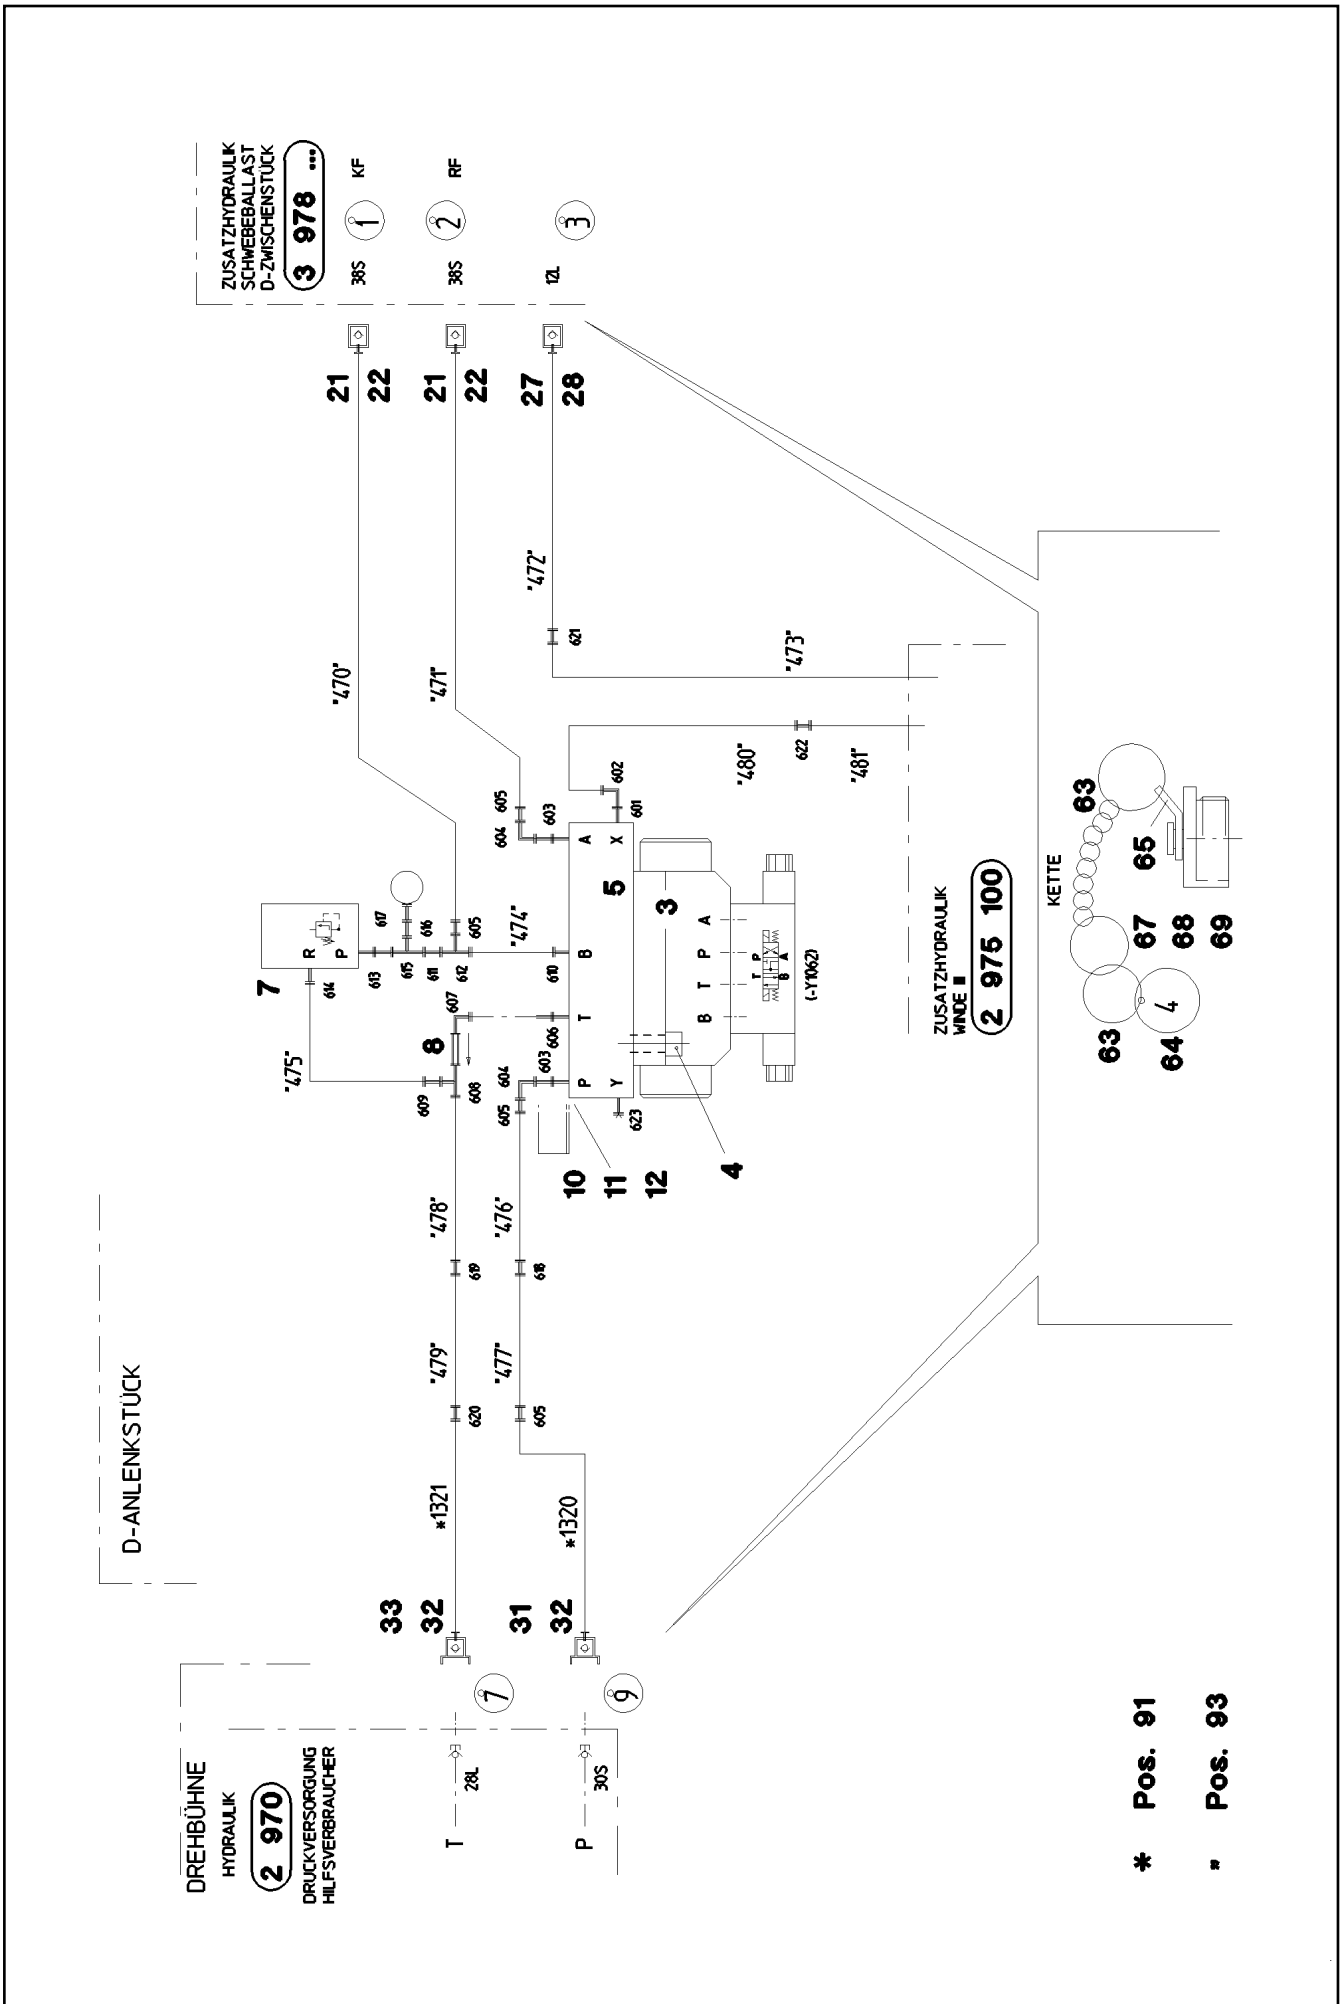 D-ANLENKSTÜCK
DREHBÜHNE
HYDRAULIK
2 970
DRUCKVERSORGUNG
HILFSVERBRAUCHER
T
28L
7
P
30S
9
33
32
31
32
*1321
*1320
620
605
"479"
"477"
619
618
"478"
"476"
"475"
609
608
8
607
606
605
604
603
P
T
B
A
Y
X
623
10
11
12
4
5
3
B
T
P
A
T P
B A
(-Y1062)
7
R
P
614
613
615
611
612
616
617
605
610
"474"
604
605
603
601
602
"470"
"471"
"472"
621
"473"
"480"
622
"481"
21
22
21
22
27
28
ZUSATZHYDRAULIK
SCHWEBEBALLAST
D-ZWISCHENSTÜCK
3 978 ...
38S
1
KF
38S
2
RF
12L
3
ZUSATZHYDRAULIK
WINDE III
2 975 100
KETTE
63
64
4
63
65
67
68
69
* Pos. 91
" Pos. 93